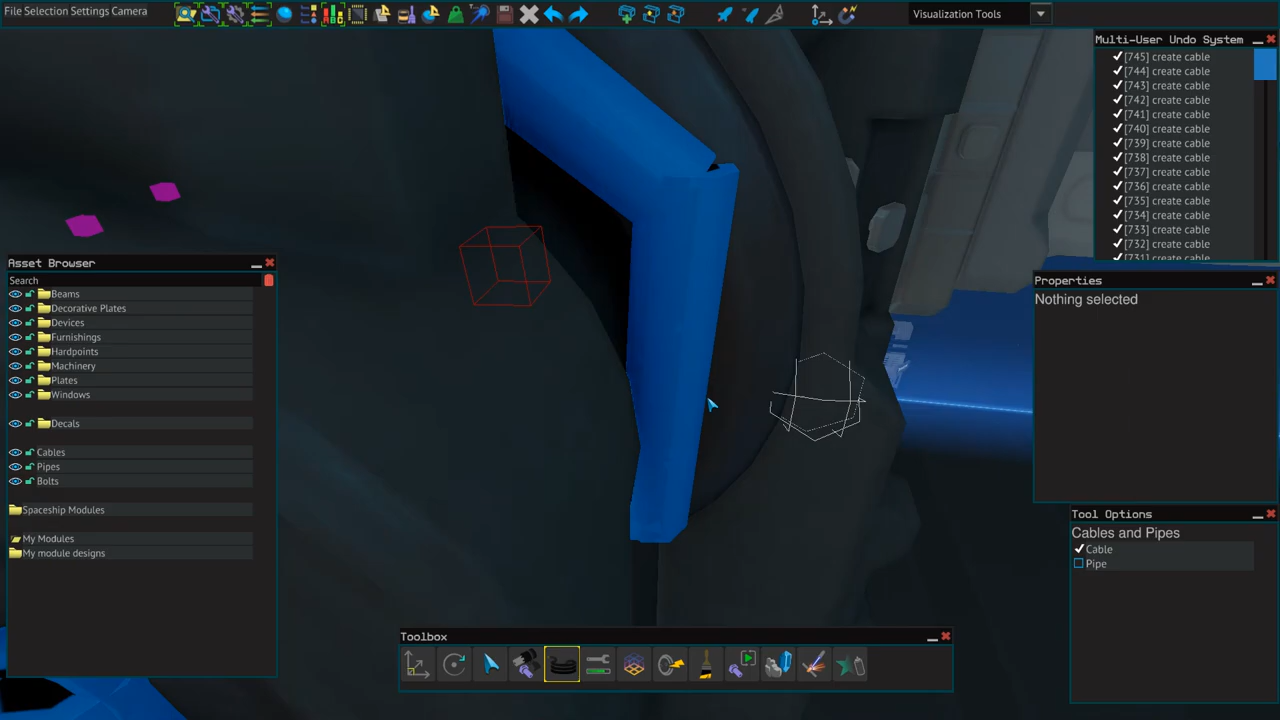 File Selection Settings Camera
Visualization Tools
Multi-User Undo System
[745] create cable
[744] create cable
[743] create cable
[742] create cable
[741] create cable
[740] create cable
[739] create cable
[738] create cable
[737] create cable
[736] create cable
[735] create cable
[734] create cable
[733] create cable
[732] create cable
[731] create cable
Asset Browser
Search
Beams
Decorative Plates
Devices
Furnishings
Hardpoints
Machinery
Plates
Windows
Decals
Cables
Pipes
Bolts
Spaceship Modules
My Modules
My module designs
Properties
Nothing selected
Tool Options
Cables and Pipes
Cable
Pipe
Toolbox